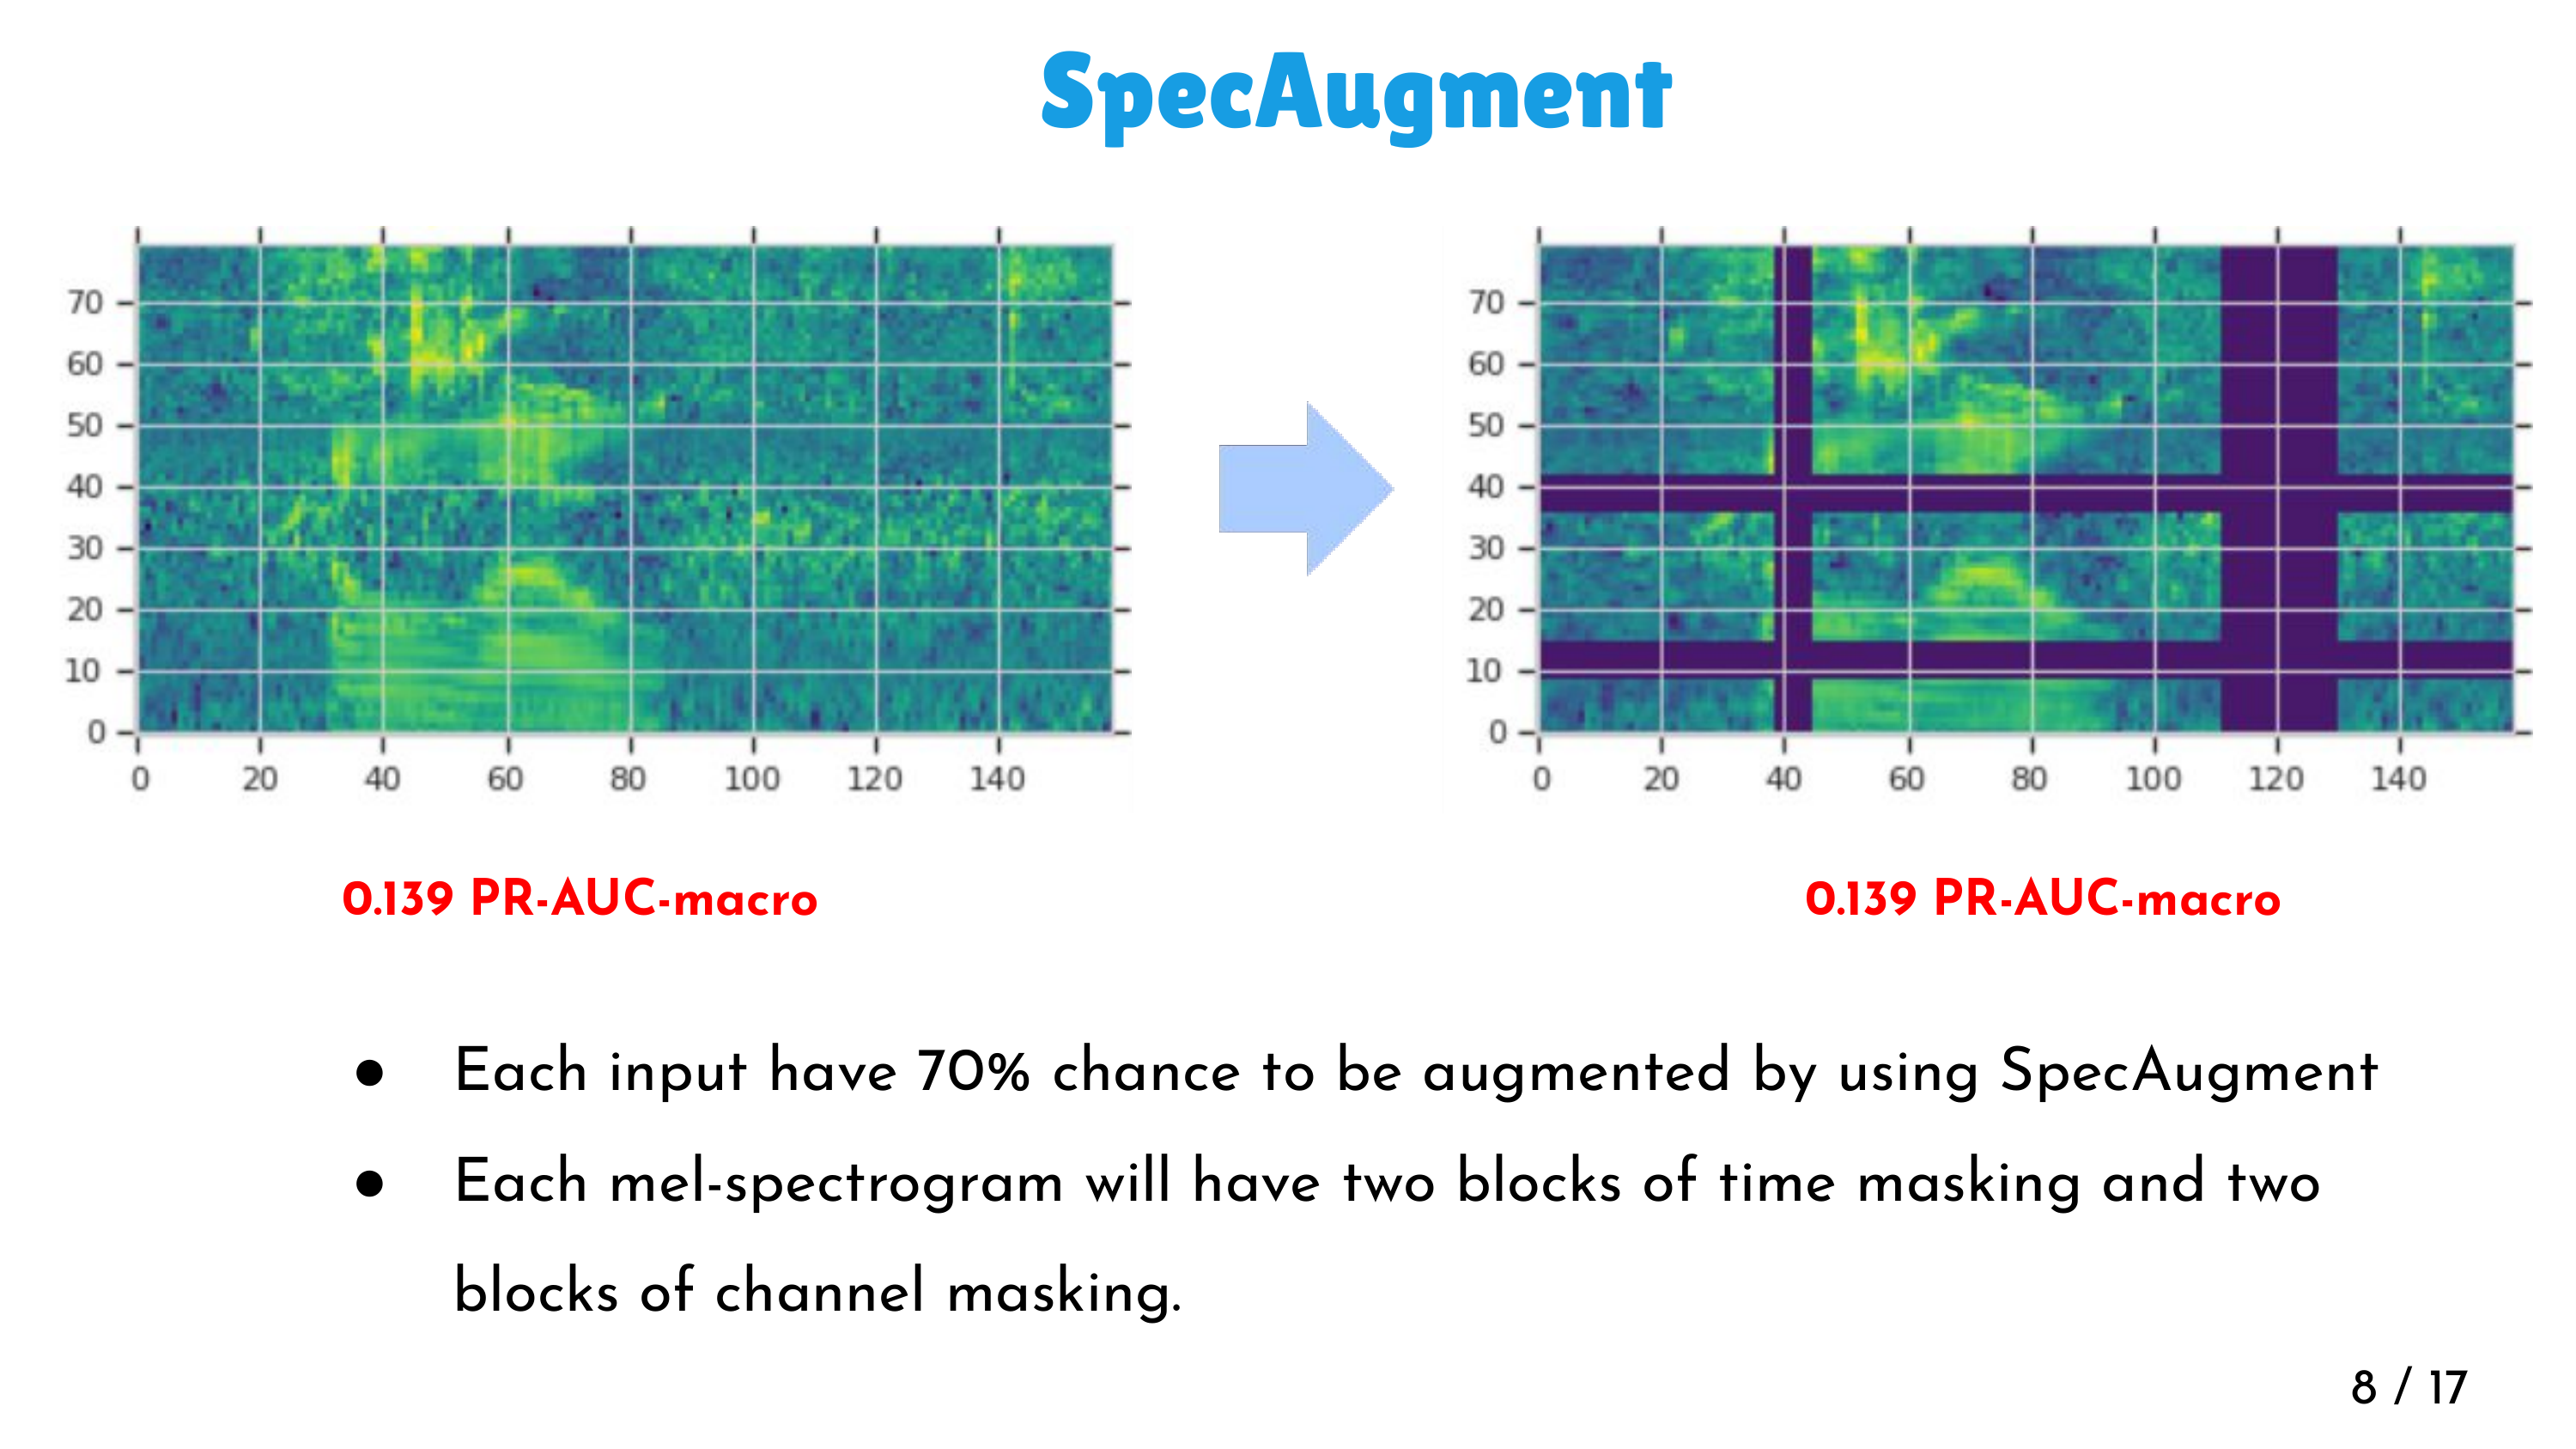 SpecAugment
70
60
50
40
30
20
10
0
0 20 40 60 80 100 120 140
70
60
50
40
30
20
10
0
0 20 40 60 80 100 120 140
0.139 PR-AUC-macro
0.139 PR-AUC-macro
● Each input have 70% chance to be augmented by using SpecAugment
● Each mel-spectrogram will have two blocks of time masking and two
blocks of channel masking.
8 / 17